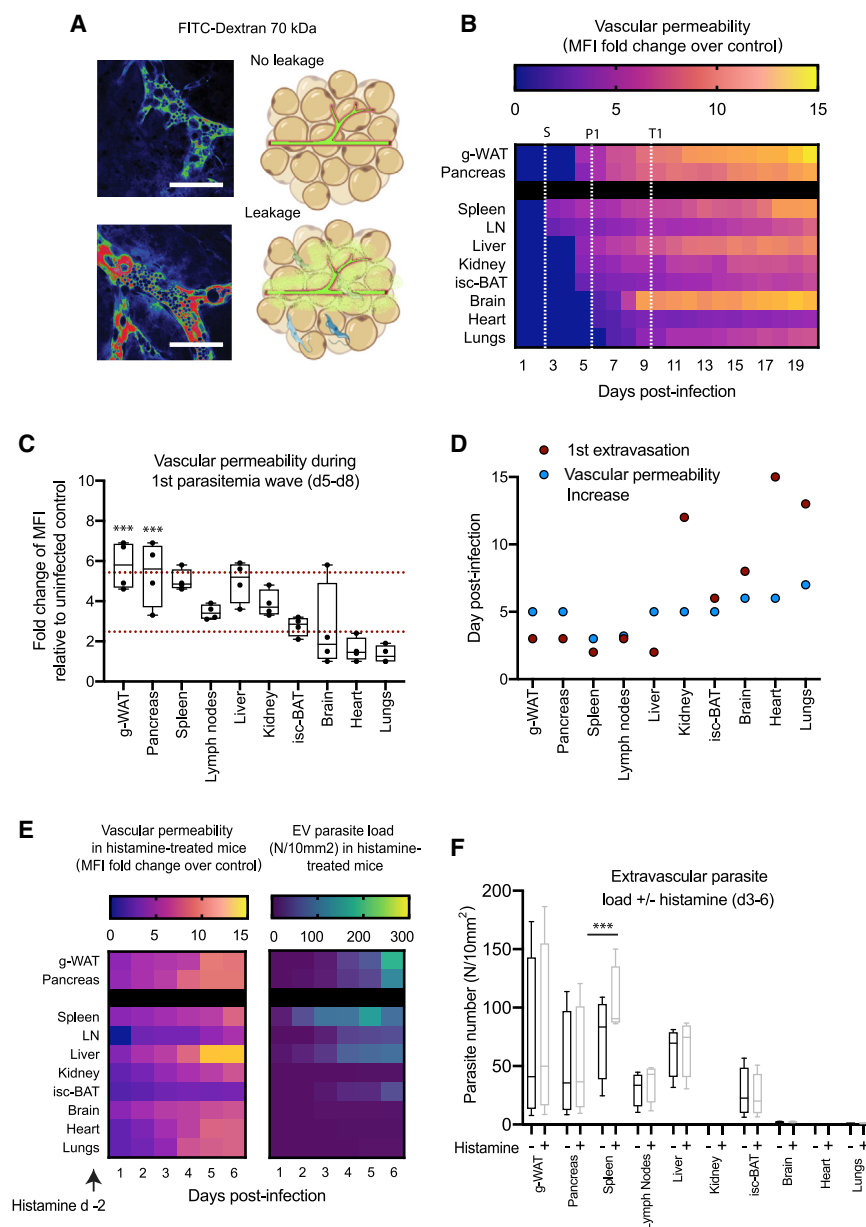 A
FITC-Dextran 70 kDa
No leakage
Leakage
B
Vascular permeability
(MFI fold change over control)
0 5 10 15
S P1 T1
g-WAT
Pancreas
Spleen
LN
Liver
Kidney
isc-BAT
Brain
Heart
Lungs
1 3 5 7 9 11 13 15 17 19
Days post-infection
C
Vascular permeability during
1st parasitemia wave (d5-d8)
Fold change of MFI
relative to uninfected control
10
8
6
4
2
0
*** ***
g-WAT
Pancreas
Spleen
Lymph nodes
Liver
Kidney
isc-BAT
Brain
Heart
Lungs
D
1st extravasation
Vascular permeability
Increase
Day post-infection
15
10
5
0
g-WAT
Pancreas
Spleen
Lymph nodes
Liver
Kidney
isc-BAT
Brain
Heart
Lungs
E
Vascular permeability
in histamine-treated mice
(MFI fold change over control)
0 5 10 15
EV parasite load
(N/10mm2) in histamine-
treated mice
0 100 200 300
g-WAT
Pancreas
Spleen
LN
Liver
Kidney
isc-BAT
Brain
Heart
Lungs
1 2 3 4 5 6
1 2 3 4 5 6
Days post-infection
Histamine d -2
F
Extravascular parasite
load +/- histamine (d3-6)
Parasite number (N/10mm²)
200
150
100
50
0
***
Histamine - + - + - + - + - + - + - + - + - + - +
g-WAT
Pancreas
Spleen
Lymph Nodes
Liver
Kidney
isc-BAT
Brain
Heart
Lungs